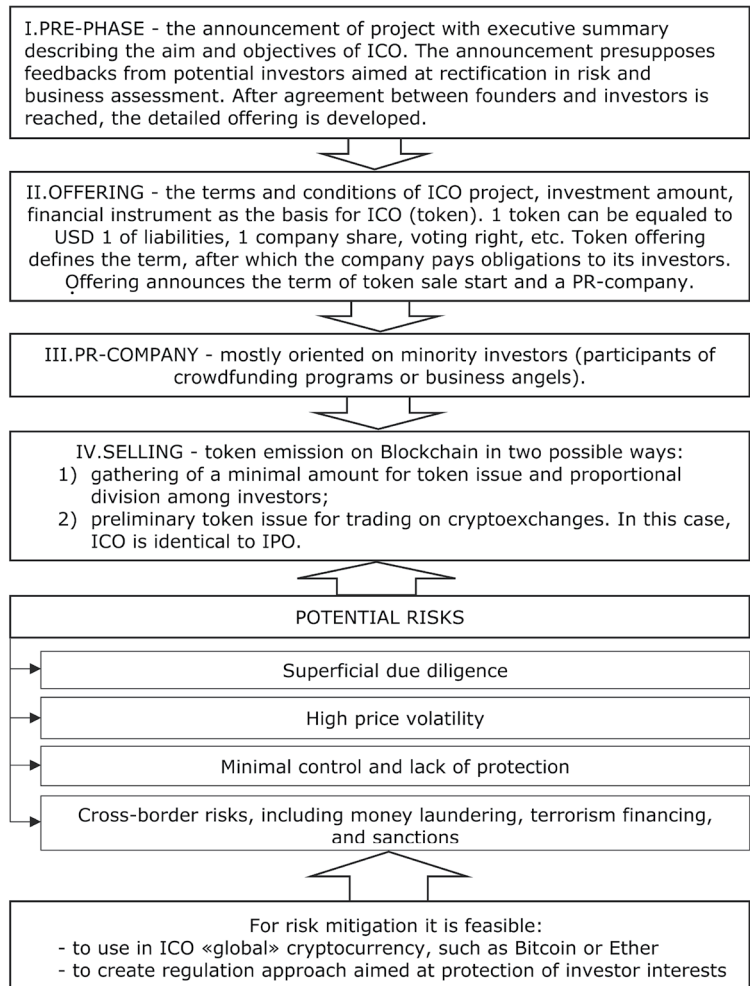 I.PRE-PHASE - the announcement of project with executive summary
describing the aim and objectives of ICO. The announcement presupposes
feedbacks from potential investors aimed at rectification in risk and
business assessment. After agreement between founders and investors is
reached, the detailed offering is developed.
II.OFFERING - the terms and conditions of ICO project, investment amount,
financial instrument as the basis for ICO (token). 1 token can be equaled to
USD 1 of liabilities, 1 company share, voting right, etc. Token offering
defines the term, after which the company pays obligations to its investors.
Offering announces the term of token sale start and a PR-company.
III.PR-COMPANY - mostly oriented on minority investors (participants of
crowdfunding programs or business angels).
IV.SELLING - token emission on Blockchain in two possible ways:
1) gathering of a minimal amount for token issue and proportional
division among investors;
2) preliminary token issue for trading on cryptoexchanges. In this case,
ICO is identical to IPO.
POTENTIAL RISKS
Superficial due diligence
High price volatility
Minimal control and lack of protection
Cross-border risks, including money laundering, terrorism financing,
and sanctions
For risk mitigation it is feasible:
- to use in ICO «global» cryptocurrency, such as Bitcoin or Ether
- to create regulation approach aimed at protection of investor interests